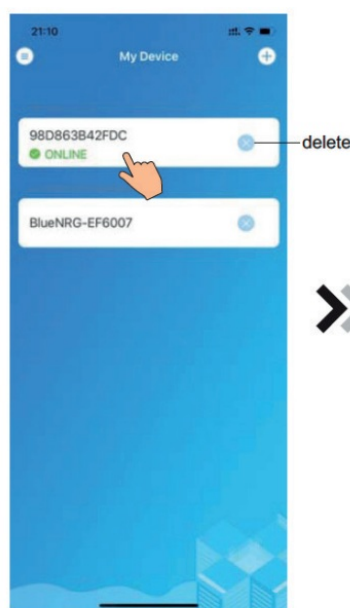 21:10
My Device
98D863B42FDC
ONLINE
delete
BlueNRG-EF6007